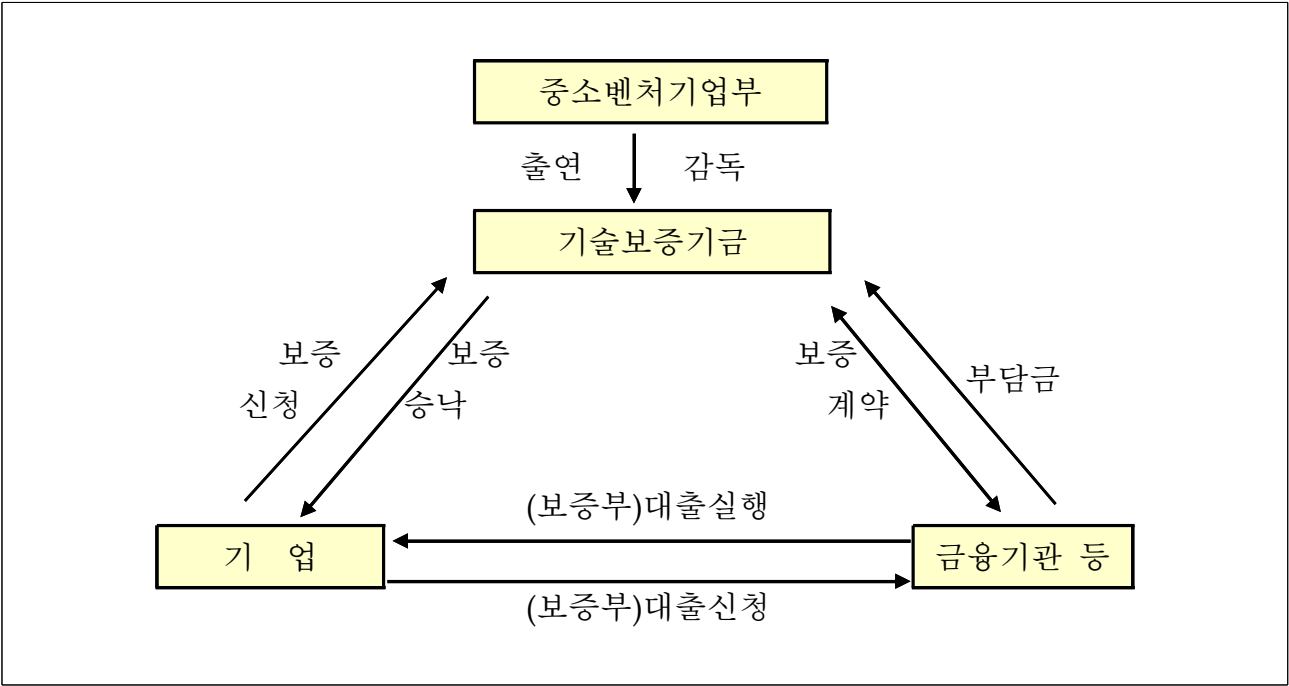 중소벤처기업부
출연 감독
기술보증기금
보증 보증 보증 부담금
신청 승낙 계약
(보증부)대출실행
기 업 금융기관 등
(보증부)대출신청